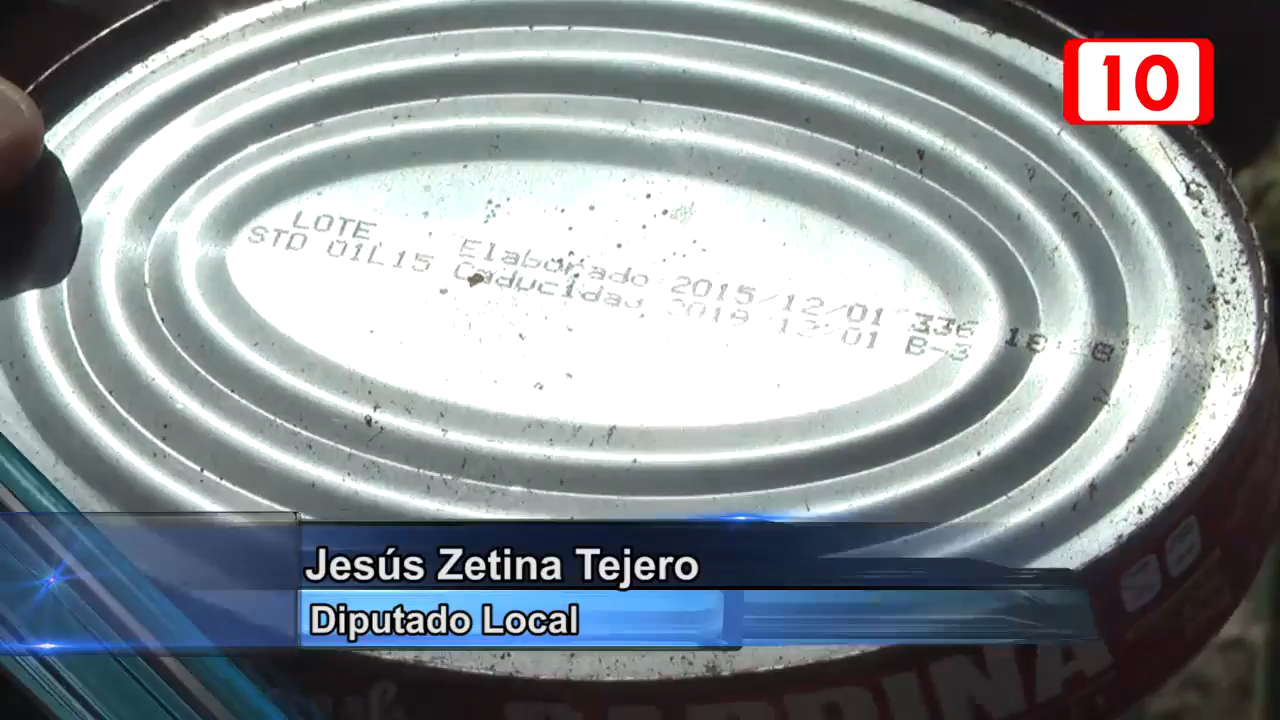 10
LOTE
STD 01L15
Elaborado 2015/12/01 336
Caducidad 2019/12/01 B-3
Jesús Zetina Tejero
Diputado Local
SARDINA